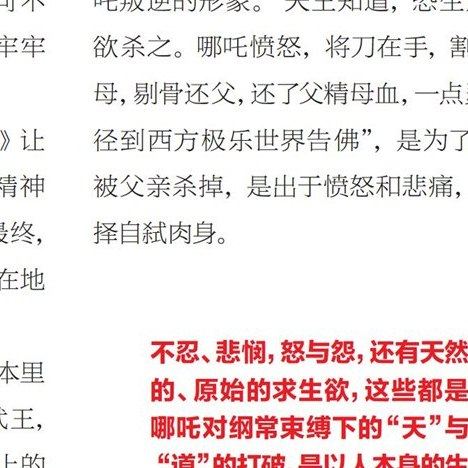 可不
牢牢
》让
精神
最终，
在地
本里
式王，
上的
吒叛逆的形象。“天王知道，恐生
欲杀之。哪吒愤怒，将刀在手，割
母，剔骨还父，还了父精母血，一点
径到西方极乐世界告佛”，是为了
被父亲杀掉，是出于愤怒和悲痛，
择自弑肉身。
不忍、悲悯，怒与怨，还有天然
的、原始的求生欲，这些都是
哪吒对纲常束缚下的“天”与
“道”的打破，是以人本身的生